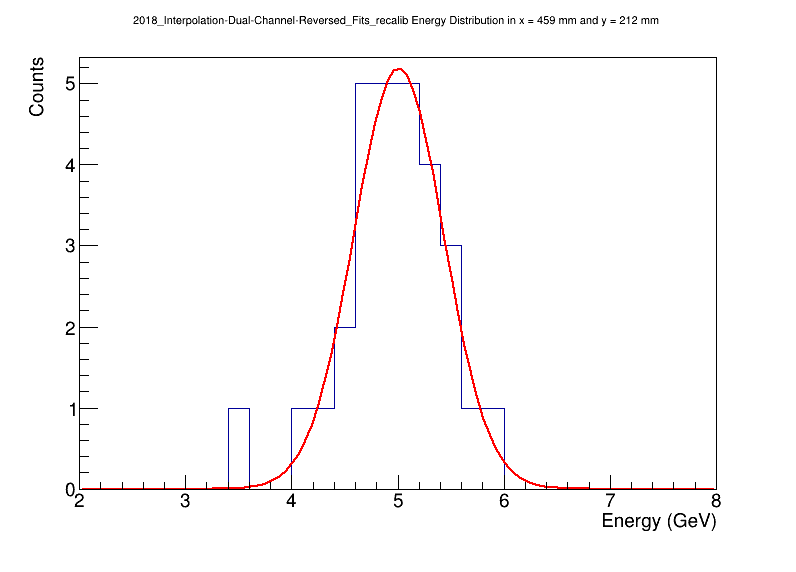 2018_Interpolation-Dual-Channel-Reversed_Fits_recalib Energy Distribution in x = 459 mm and y = 212 mm
Counts
5
4
3
2
1
0
2 3 4 5 6 7 8
Energy (GeV)